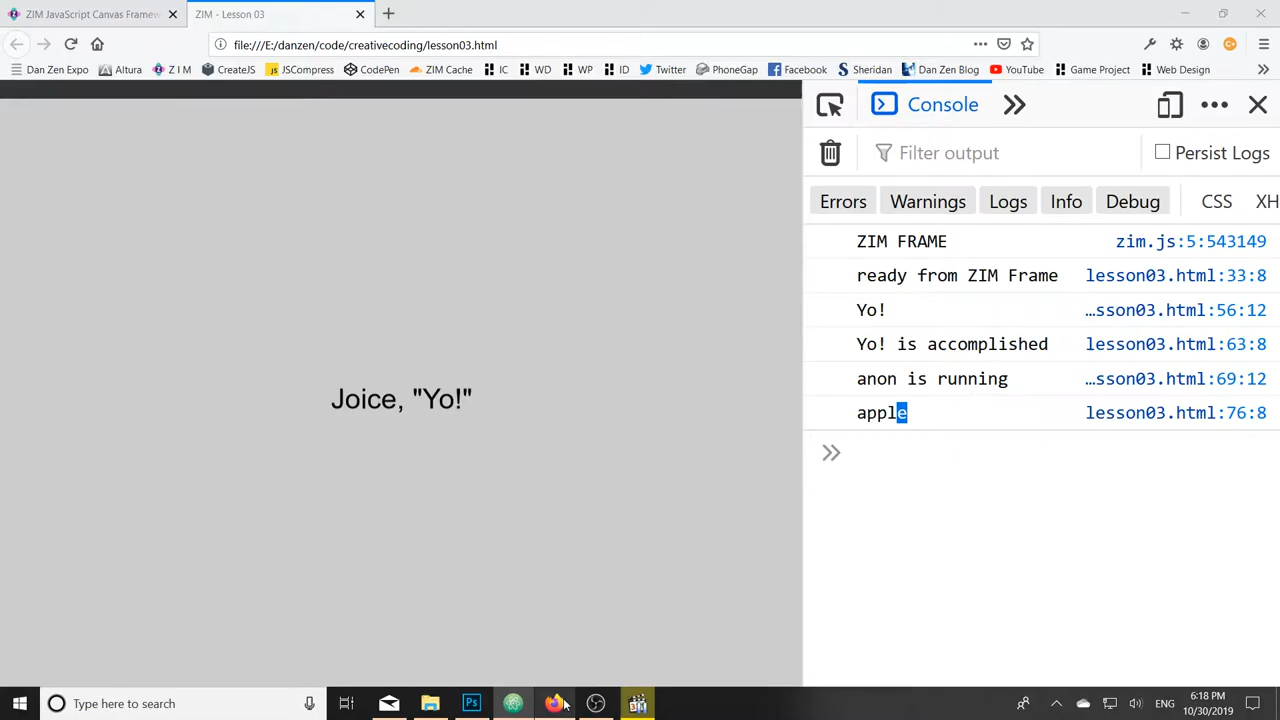 ZIM JavaScript Canvas Framew
ZIM - Lesson 03
file:///E:/danzen/code/creativecoding/lesson03.html
Dan Zen Expo
Altura
Z I M
CreateJS
JSCompress
CodePen
ZIM Cache
IC
WD
WP
ID
Twitter
PhoneGap
Facebook
Sheridan
Dan Zen Blog
YouTube
Game Project
Web Design
Console
Filter output
Persist Logs
Errors Warnings Logs Info Debug CSS XH
ZIM FRAME zim.js:5:543149
ready from ZIM Frame lesson03.html:33:8
Yo! …sson03.html:56:12
Yo! is accomplished lesson03.html:63:8
anon is running …sson03.html:69:12
apple lesson03.html:76:8
Joice, "Yo!"
Type here to search
Ps
ENG
6:18 PM
10/30/2019